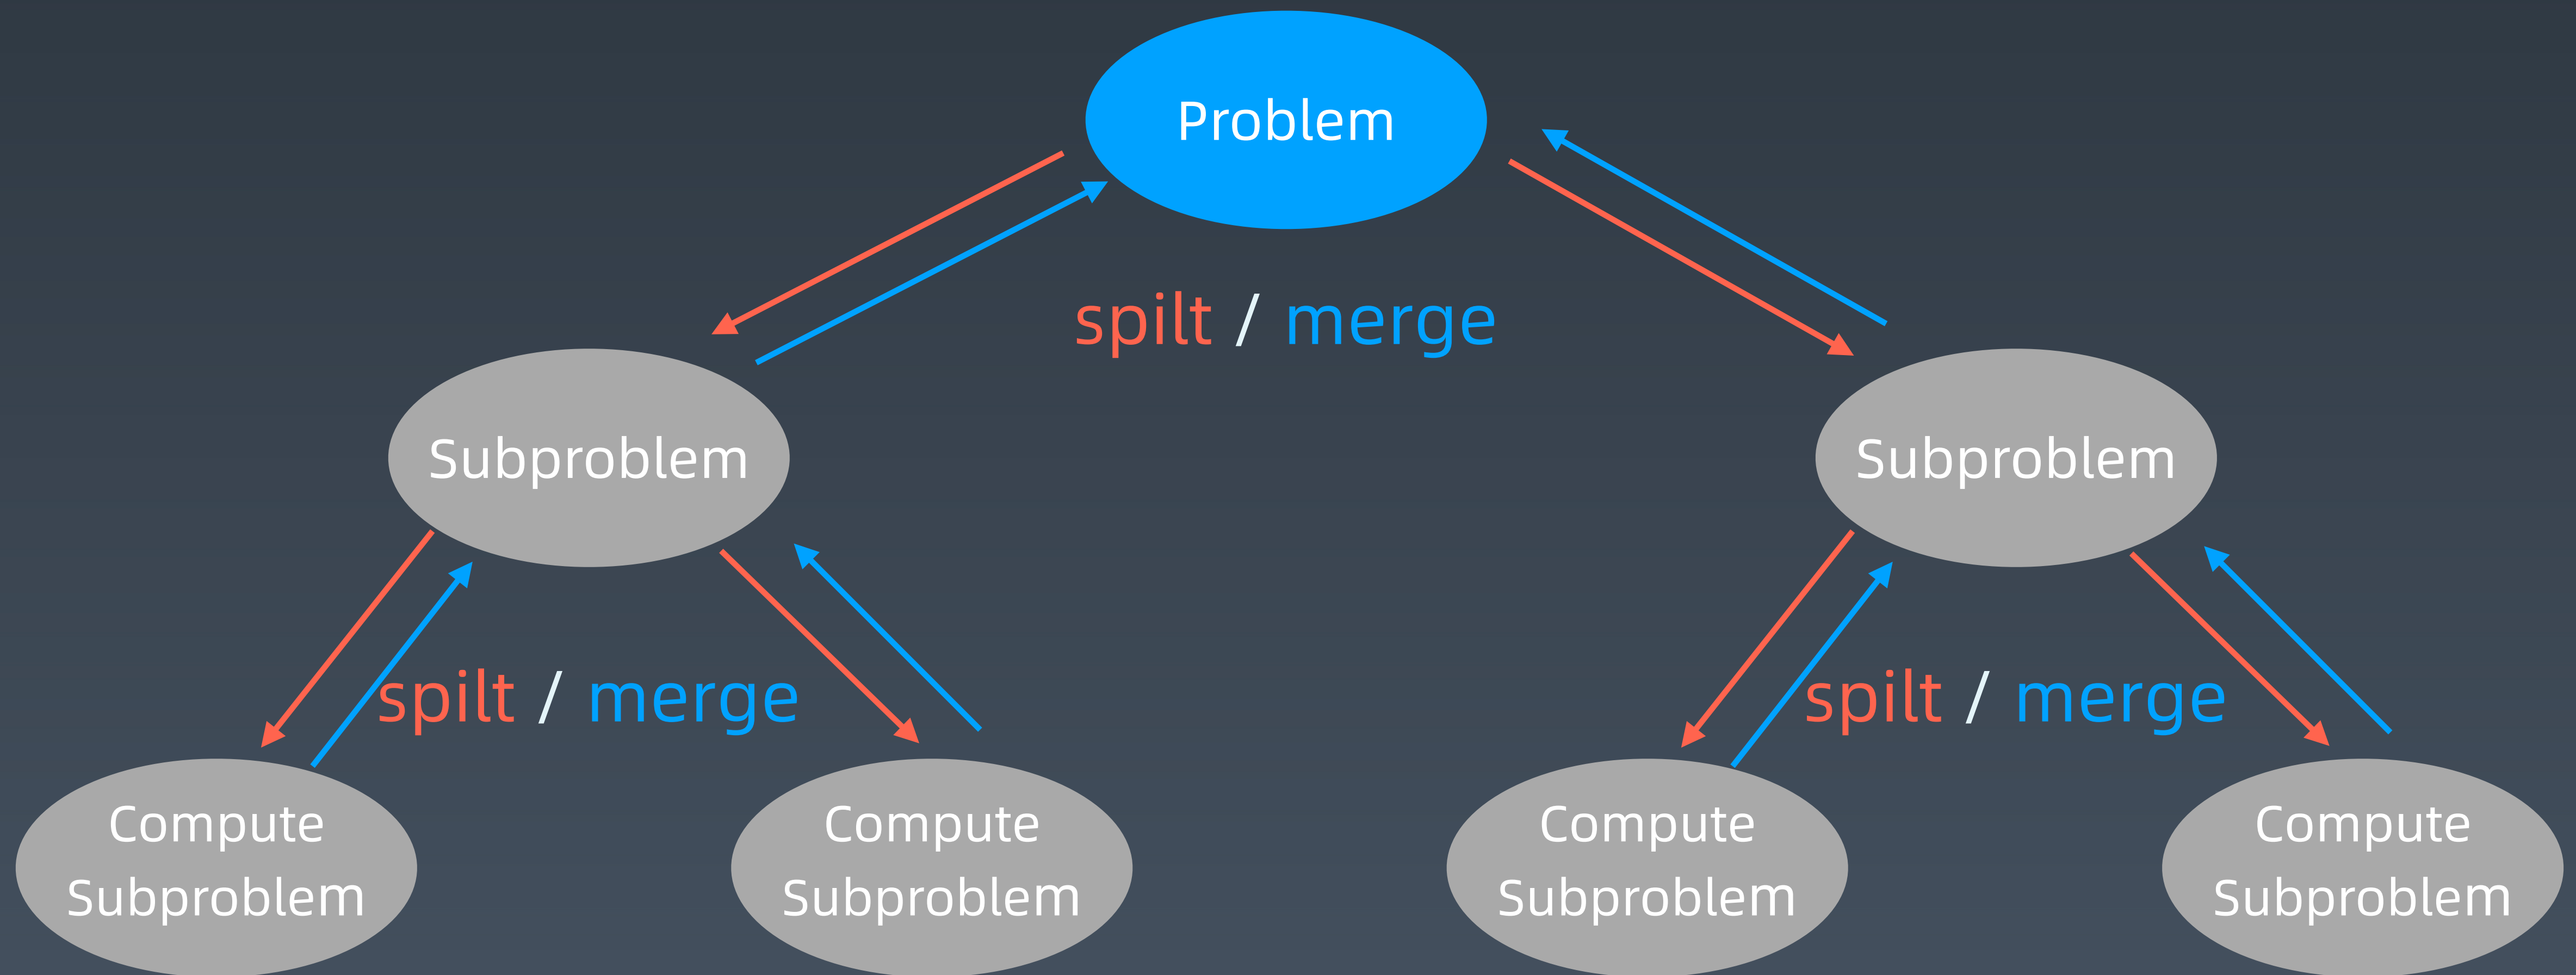 Problem
spilt / merge
Subproblem
Subproblem
spilt / merge
spilt / merge
Compute
Subproblem
Compute
Subproblem
Compute
Subproblem
Compute
Subproblem